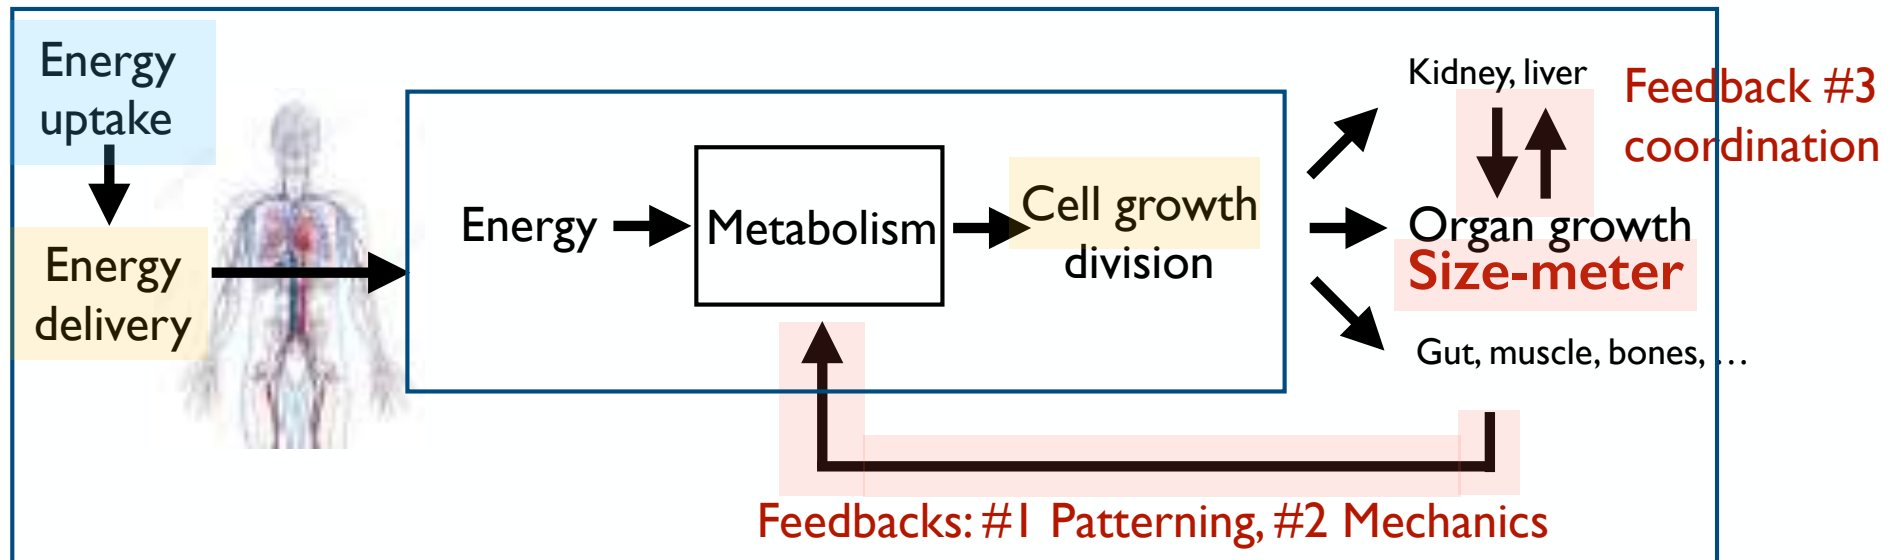 Energy
uptake
Energy
delivery
Energy
Metabolism
Cell growth
division
Kidney, liver
Feedback #3
coordination
Organ growth
Size-meter
Gut, muscle, bones, …
Feedbacks: #1 Patterning, #2 Mechanics